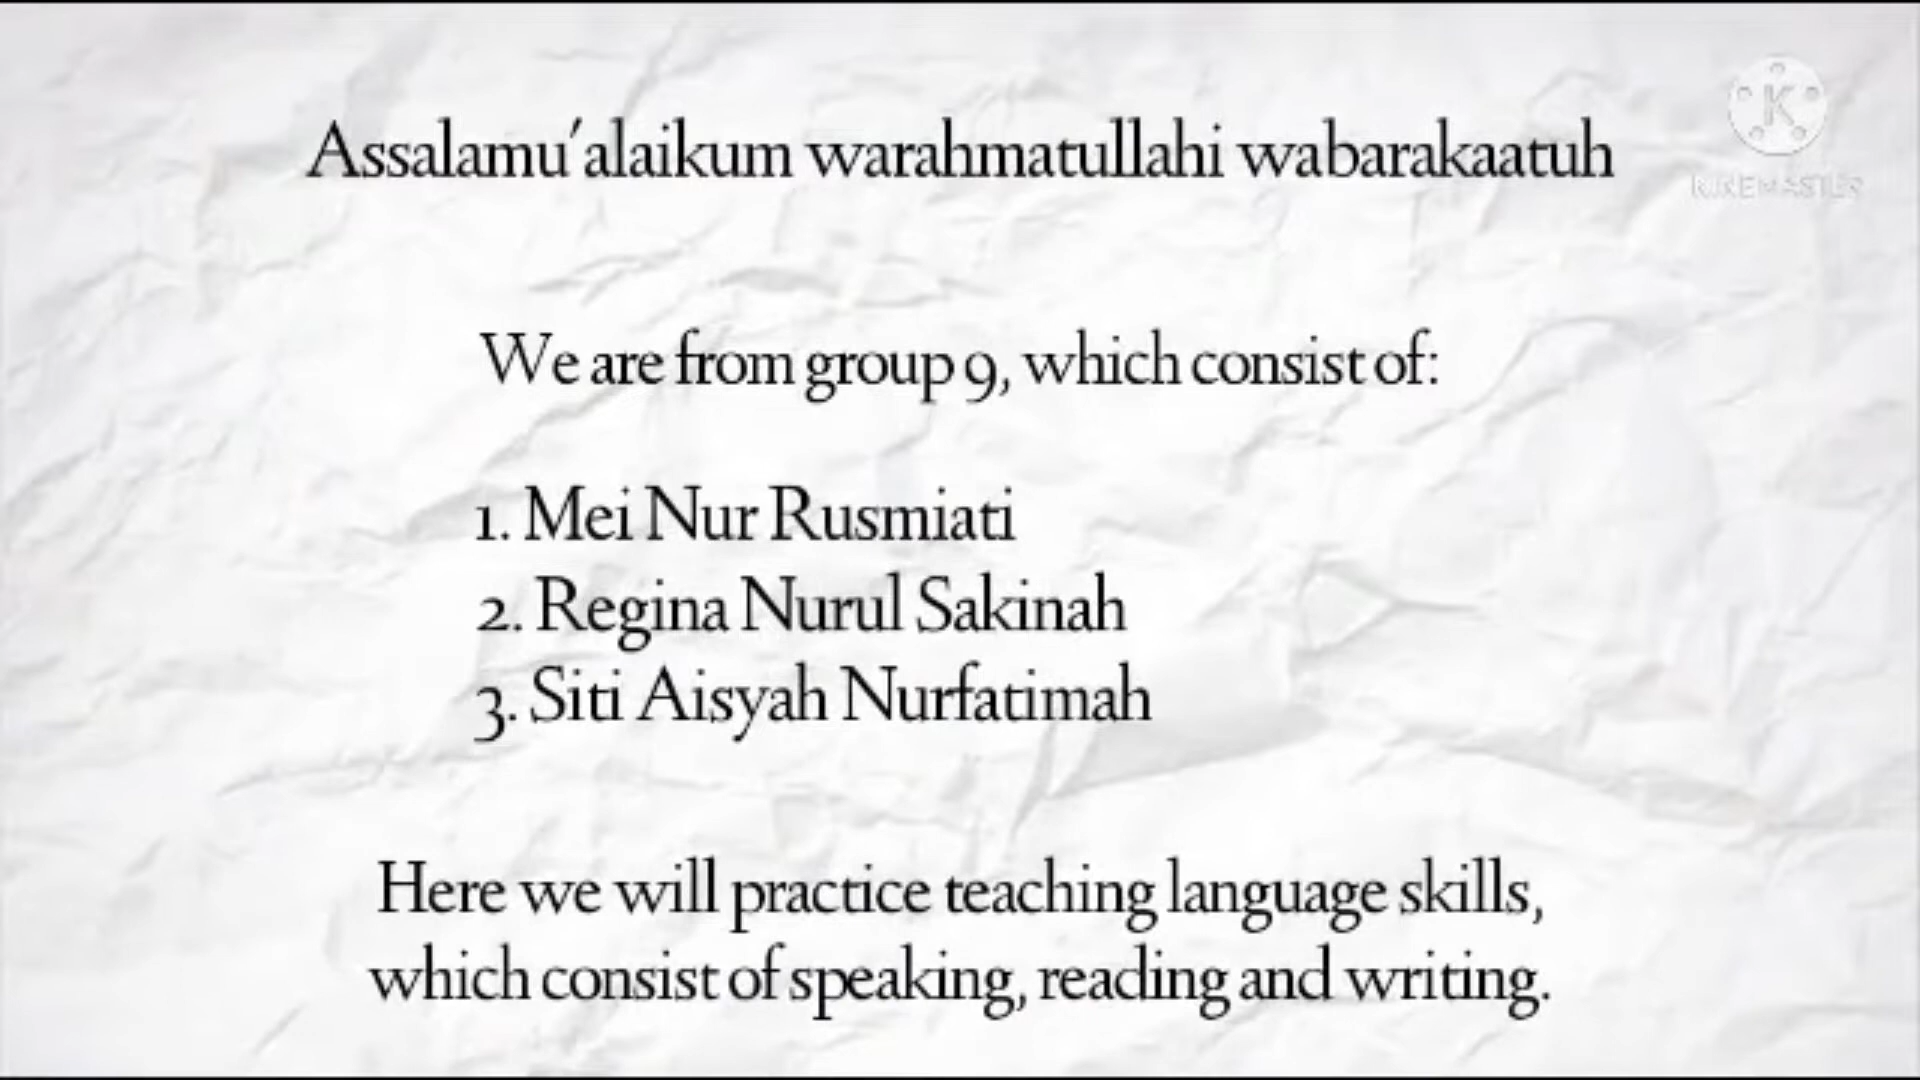 Assalamu'alaikum warahmatullahi wabarakaatuh
KINEMASTER
We are from group 9, which consist of:
1. Mei Nur Rusmiati
2. Regina Nurul Sakinah
3. Siti Aisyah Nurfatimah
Here we will practice teaching language skills,
which consist of speaking, reading and writing.